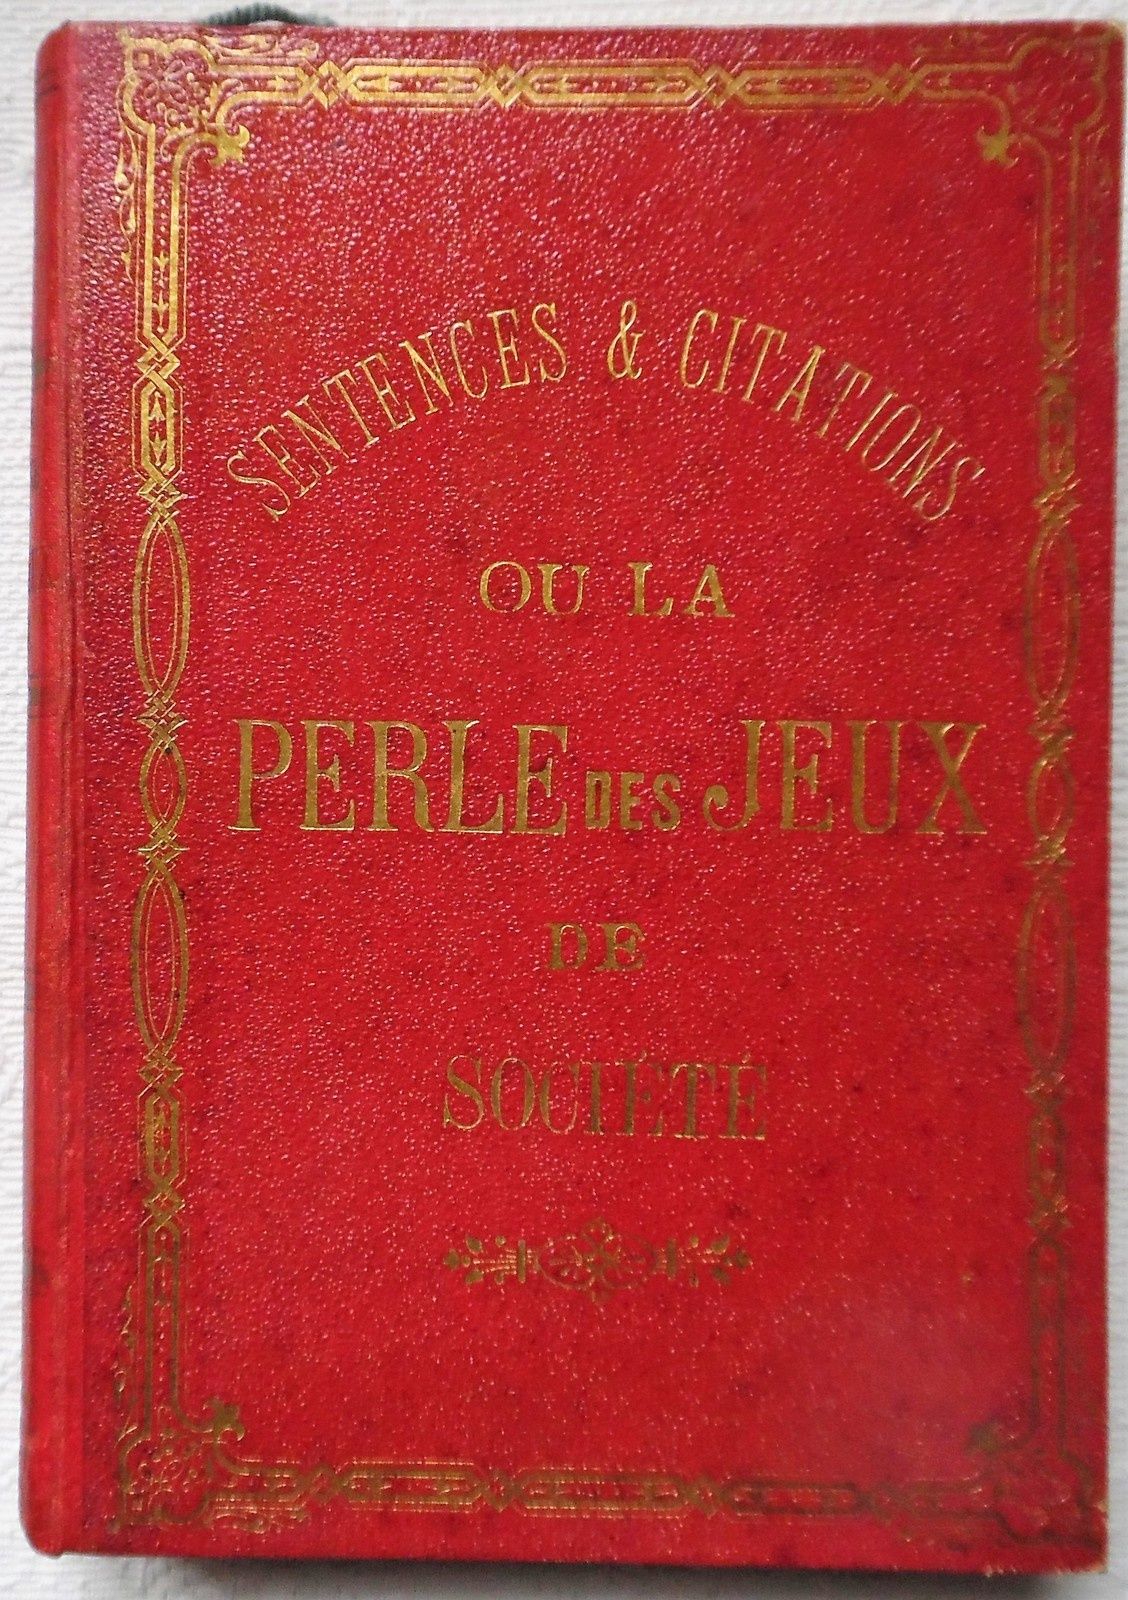 SENTENCES & CITATIONS
OU LA
PERLE DES JEUX
DE
SOCIÉTÉ